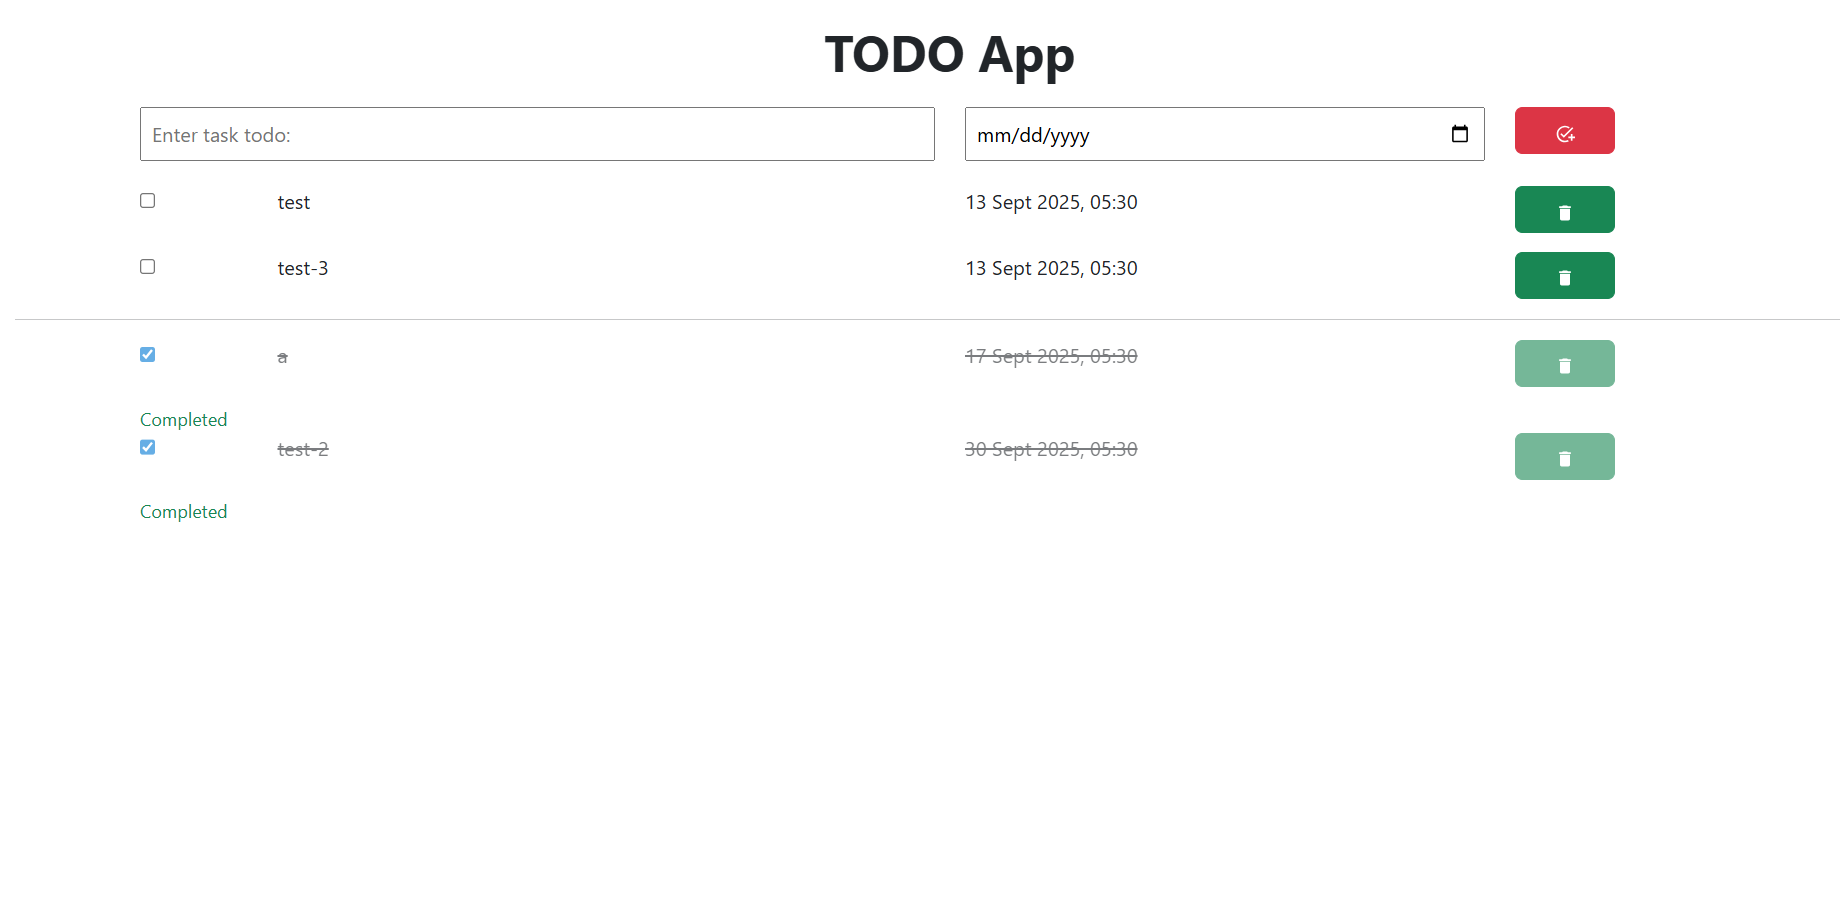 TODO App
Enter task todo: mm/dd/yyyy
test 13 Sept 2025, 05:30
test-3 13 Sept 2025, 05:30
a 17 Sept 2025, 05:30
Completed
test-2 30 Sept 2025, 05:30
Completed